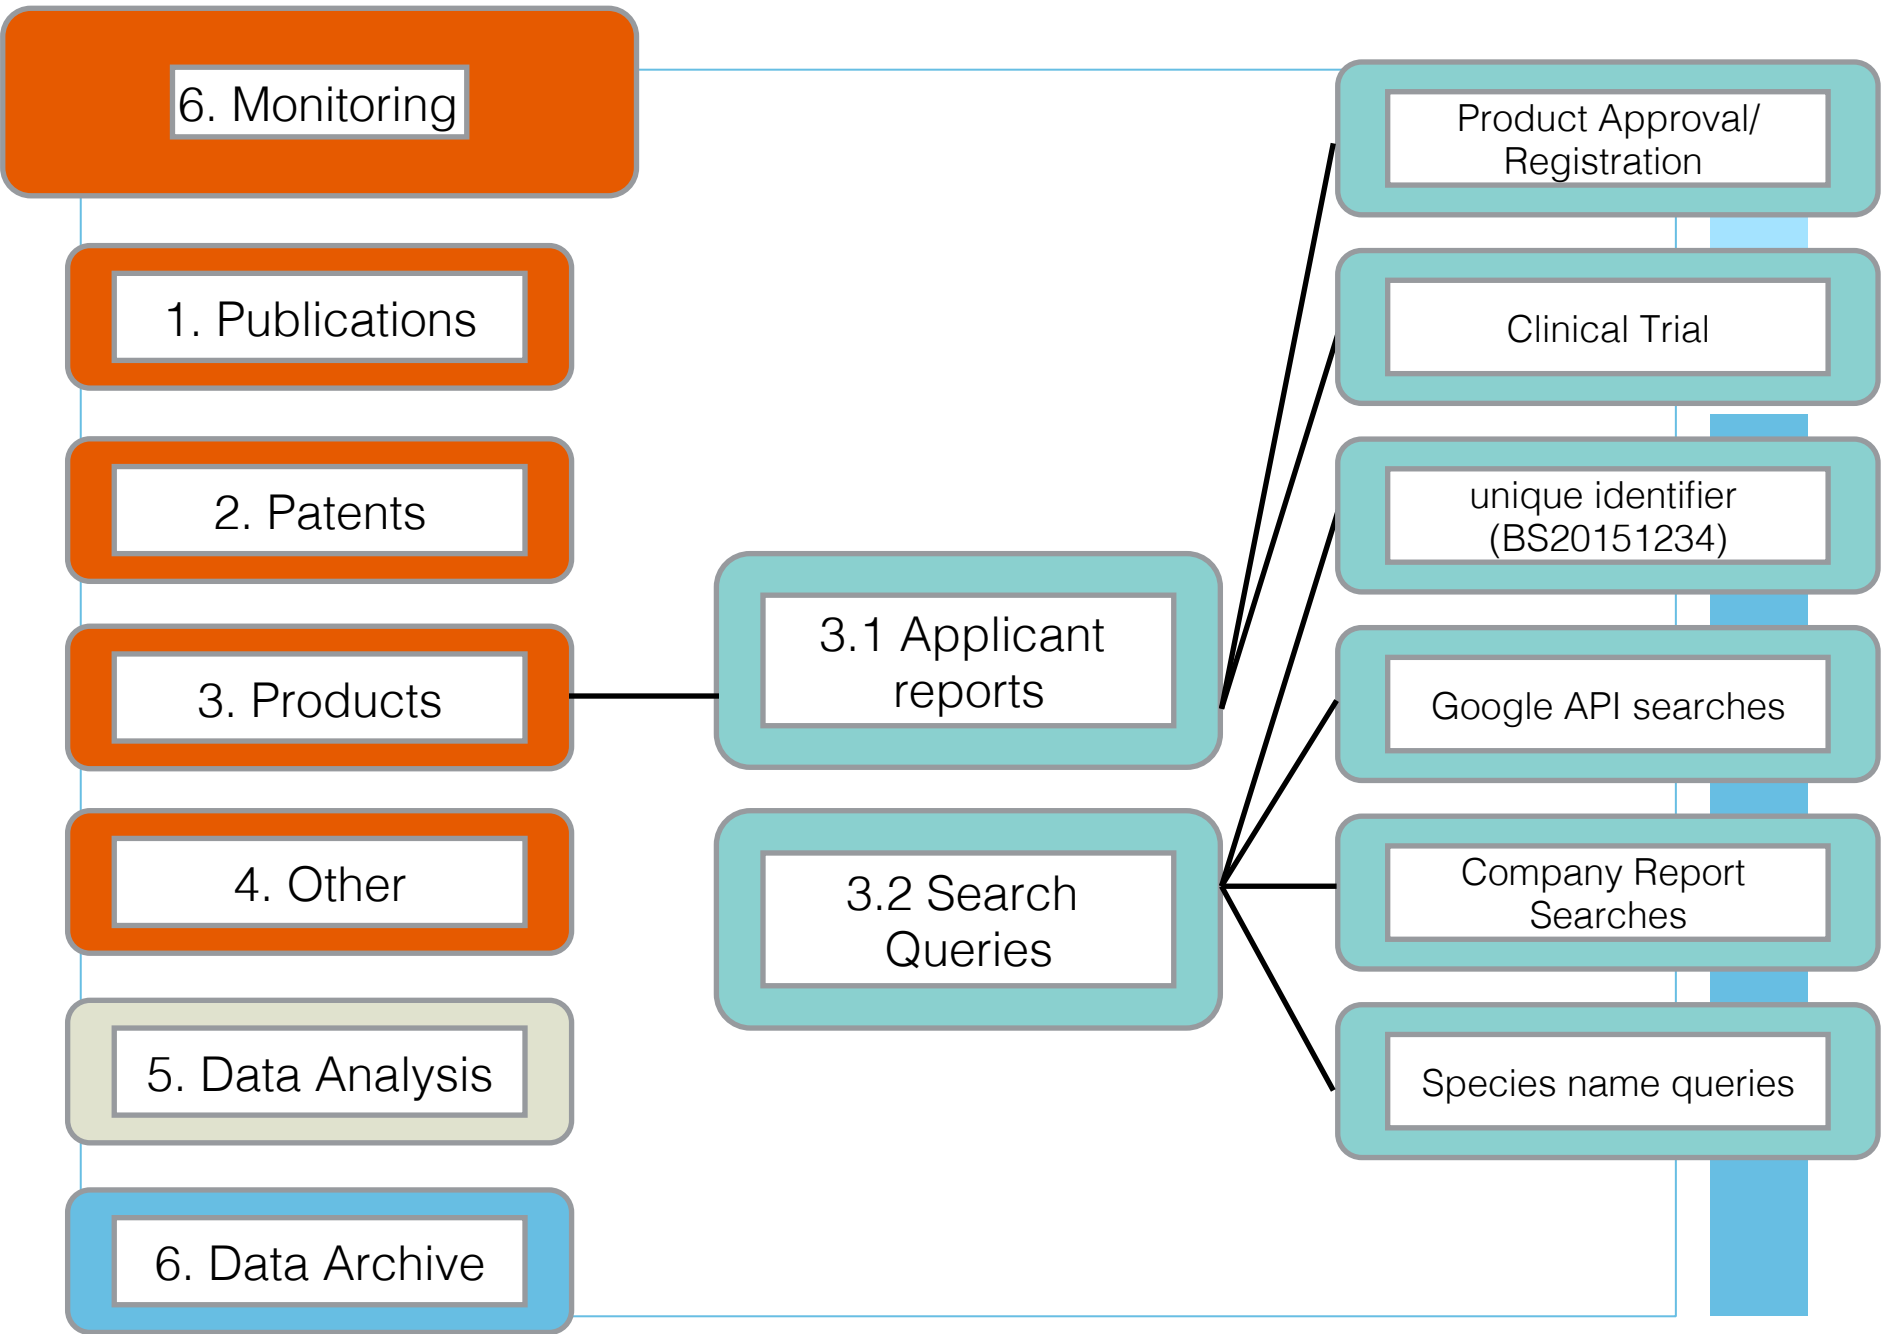 6. Monitoring
1. Publications
2. Patents
3. Products
4. Other
5. Data Analysis
6. Data Archive
3.1 Applicant
reports
3.2 Search
Queries
Product Approval/
Registration
Clinical Trial
unique identifier
(BS20151234)
Google API searches
Company Report
Searches
Species name queries